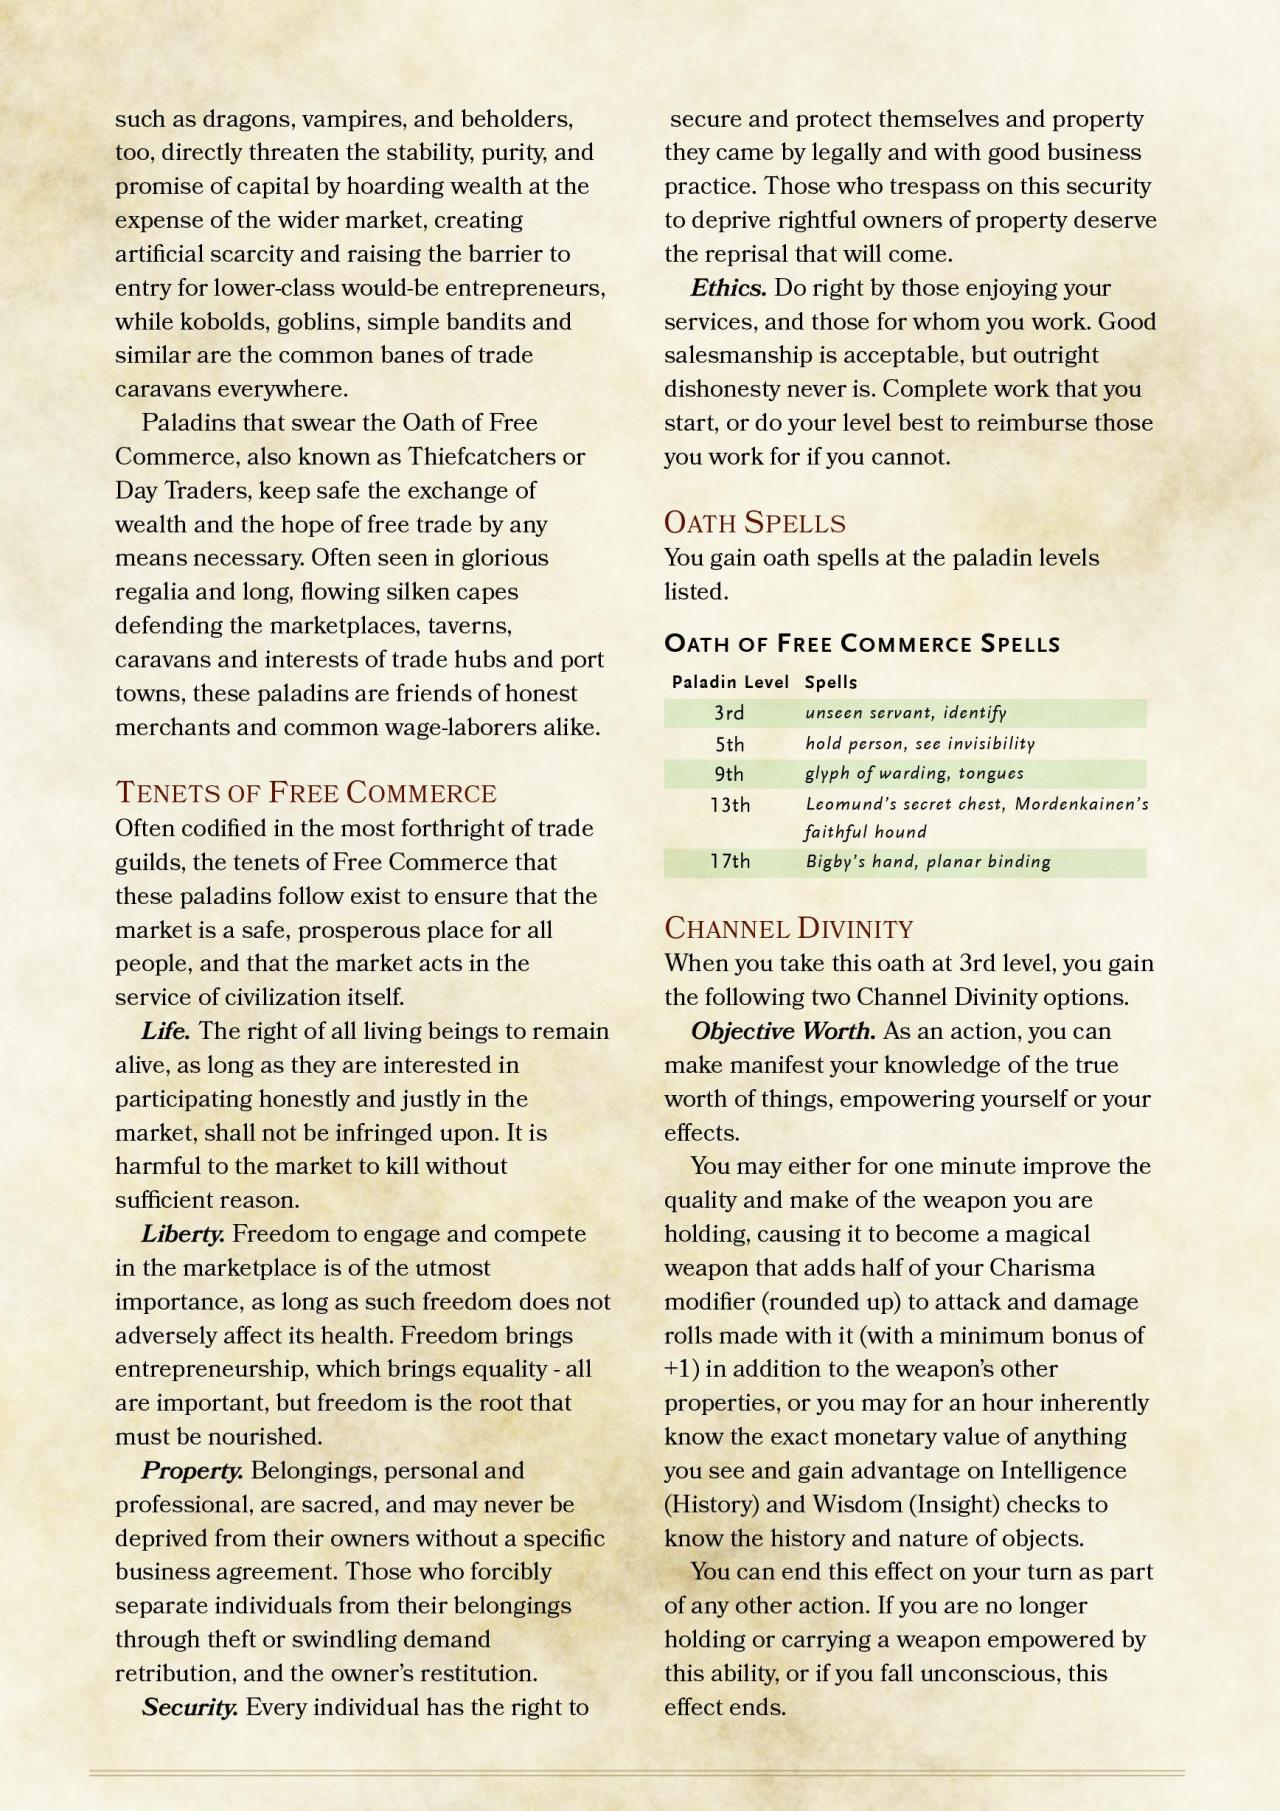 such as dragons, vampires, and beholders,
too, directly threaten the stability, purity, and
promise of capital by hoarding wealth at the
expense of the wider market, creating
artificial scarcity and raising the barrier to
entry for lower-class would-be entrepreneurs,
while kobolds, goblins, simple bandits and
similar are the common banes of trade
caravans everywhere.
Paladins that swear the Oath of Free
Commerce, also known as Thiefcatchers or
Day Traders, keep safe the exchange of
wealth and the hope of free trade by any
means necessary. Often seen in glorious
regalia and long, flowing silken capes
defending the marketplaces, taverns,
caravans and interests of trade hubs and port
towns, these paladins are friends of honest
merchants and common wage-laborers alike.
TENETS OF FREE COMMERCE
Often codified in the most forthright of trade
guilds, the tenets of Free Commerce that
these paladins follow exist to ensure that the
market is a safe, prosperous place for all
people, and that the market acts in the
service of civilization itself.
Life. The right of all living beings to remain
alive, as long as they are interested in
participating honestly and justly in the
market, shall not be infringed upon. It is
harmful to the market to kill without
sufficient reason.
Liberty. Freedom to engage and compete
in the marketplace is of the utmost
importance, as long as such freedom does not
adversely affect its health. Freedom brings
entrepreneurship, which brings equality - all
are important, but freedom is the root that
must be nourished.
Property. Belongings, personal and
professional, are sacred, and may never be
deprived from their owners without a specific
business agreement. Those who forcibly
separate individuals from their belongings
through theft or swindling demand
retribution, and the owner's restitution.
Security. Every individual has the right to
secure and protect themselves and property
they came by legally and with good business
practice. Those who trespass on this security
to deprive rightful owners of property deserve
the reprisal that will come.
Ethics. Do right by those enjoying your
services, and those for whom you work. Good
salesmanship is acceptable, but outright
dishonesty never is. Complete work that you
start, or do your level best to reimburse those
you work for if you cannot.
OATH SPELLS
You gain oath spells at the paladin levels
listed.
OATH OF FREE COMMERCE SPELLS
Paladin Level Spells
3rd unseen servant, identify
5th hold person, see invisibility
9th glyph of warding, tongues
13th Leomund's secret chest, Mordenkainen's
faithful hound
17th Bigby's hand, planar binding
CHANNEL DIVINITY
When you take this oath at 3rd level, you gain
the following two Channel Divinity options.
Objective Worth. As an action, you can
make manifest your knowledge of the true
worth of things, empowering yourself or your
effects.
You may either for one minute improve the
quality and make of the weapon you are
holding, causing it to become a magical
weapon that adds half of your Charisma
modifier (rounded up) to attack and damage
rolls made with it (with a minimum bonus of
+1) in addition to the weapon's other
properties, or you may for an hour inherently
know the exact monetary value of anything
you see and gain advantage on Intelligence
(History) and Wisdom (Insight) checks to
know the history and nature of objects.
You can end this effect on your turn as part
of any other action. If you are no longer
holding or carrying a weapon empowered by
this ability, or if you fall unconscious, this
effect ends.